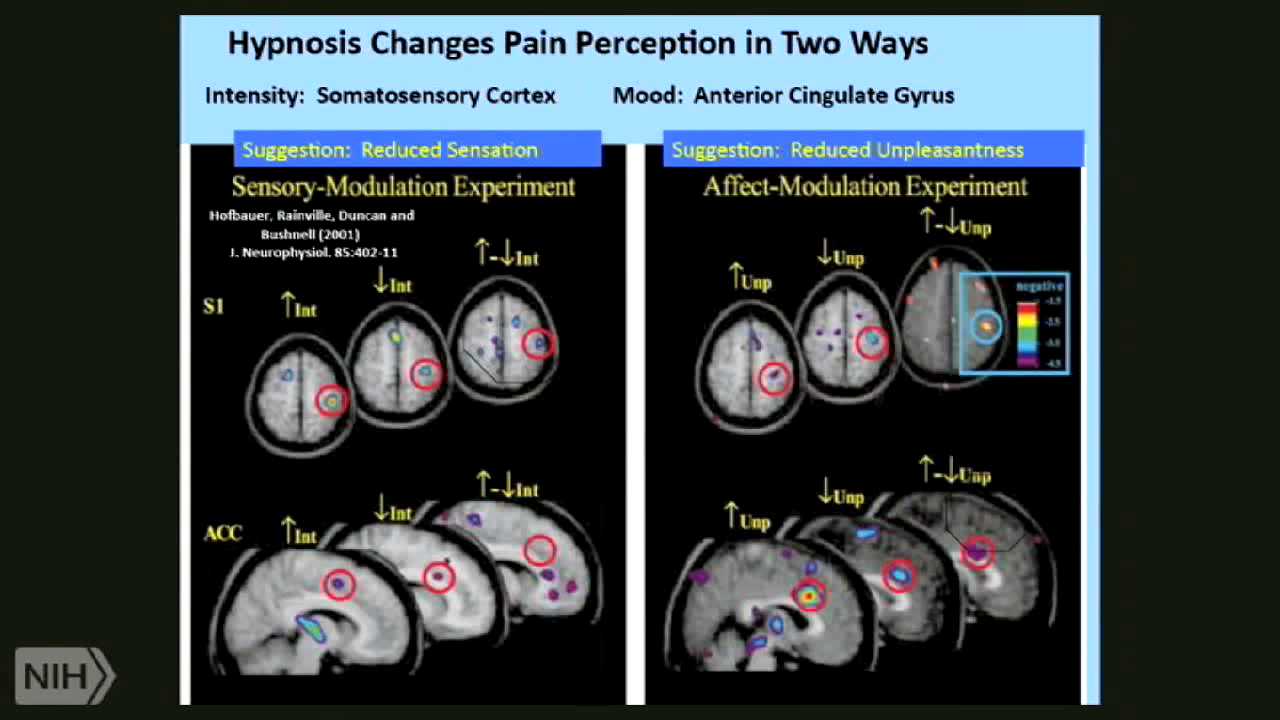 Hypnosis Changes Pain Perception in Two Ways
Intensity: Somatosensory Cortex
Mood: Anterior Cingulate Gyrus
Suggestion: Reduced Sensation
Sensory-Modulation Experiment
Hofbauer, Rainville, Duncan and
Bushnell (2001)
J. Neurophysiol. 85:402-11
↑-↓Int
↓Int
↑Int
S1
↑-↓Int
↓Int
↑Int
ACC
Suggestion: Reduced Unpleasantness
Affect-Modulation Experiment
↑-↓Unp
↓Unp
↑Unp
negative
-2.5
↑-↓Unp
↓Unp
↑Unp
NIH